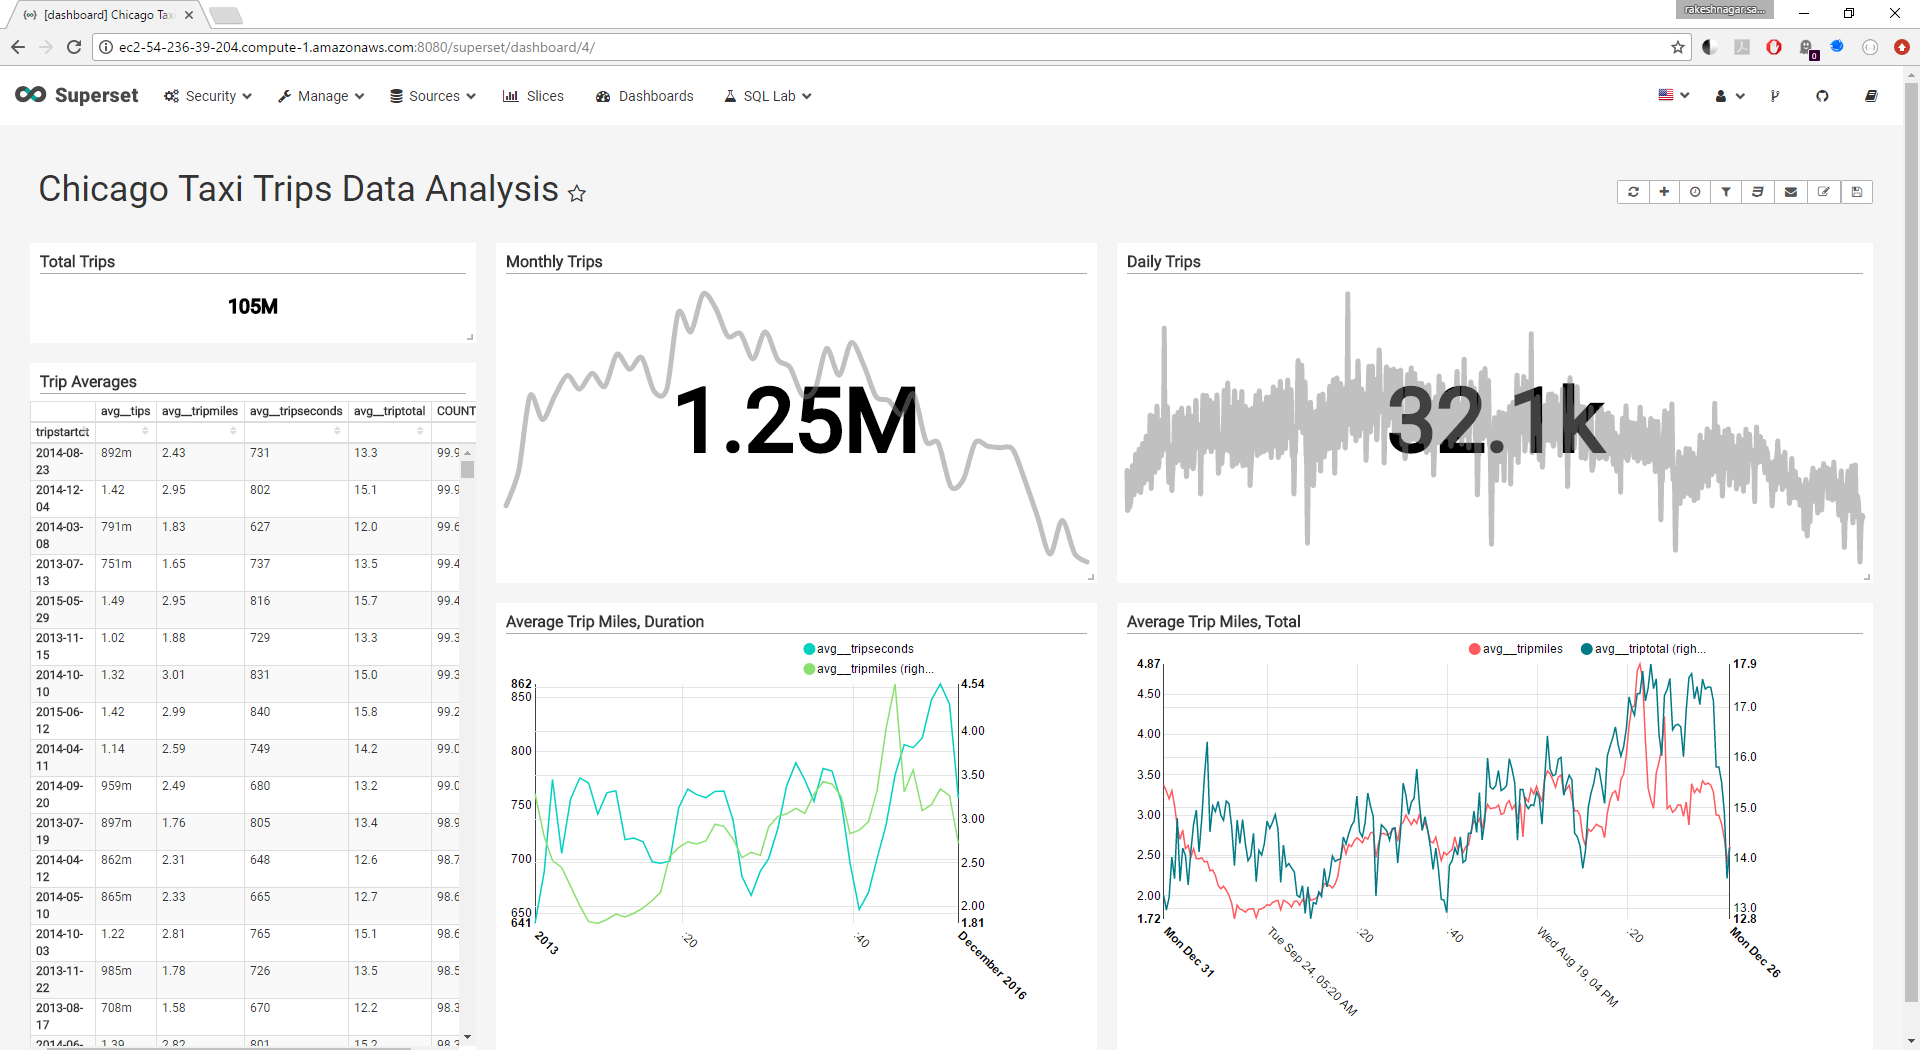 [dashboard] Chicago Tax
rakeshnagar.sa...
ec2-54-236-39-204.compute-1.amazonaws.com:8080/superset/dashboard/4/
0
Superset Security Manage Sources Slices Dashboards SQL Lab
Chicago Taxi Trips Data Analysis
Total Trips
105M
Trip Averages
avg__tips avg__tripmiles avg__tripseconds avg__triptotal COUNT
tripstartdt
2014-08-23 892m 2.43 731 13.3 99.9
2014-12-04 1.42 2.95 802 15.1 99.9
2014-03-08 791m 1.83 627 12.0 99.6
2013-07-13 751m 1.65 737 13.5 99.4
2015-05-29 1.49 2.95 816 15.7 99.4
2013-11-15 1.02 1.88 729 13.3 99.3
2014-10-10 1.32 3.01 831 15.0 99.3
2015-06-12 1.42 2.99 840 15.8 99.2
2014-04-11 1.14 2.59 749 14.2 99.0
2014-09-20 959m 2.49 680 13.2 99.0
2013-07-19 897m 1.76 805 13.4 98.9
2014-04-12 862m 2.31 648 12.6 98.7
2014-05-10 865m 2.33 665 12.7 98.6
2014-10-03 1.22 2.81 765 15.1 98.6
2013-11-22 985m 1.78 726 13.5 98.5
2013-08-17 708m 1.58 670 12.2 98.3
2014-06- 1.39 2.82 801 15.2 98.3
Monthly Trips
1.25M
Daily Trips
32.1k
Average Trip Miles, Duration
avg__tripseconds
avg__tripmiles (righ...
862
850
800
750
700
650
641
4.54
4.00
3.50
3.00
2.50
2.00
1.81
2013
:20
:40
December 2016
Average Trip Miles, Total
avg__tripmiles avg__triptotal (righ...
4.87
4.50
4.00
3.50
3.00
2.50
2.00
1.72
17.9
17.0
16.0
15.0
14.0
13.0
12.8
Mon Dec 31
Tue Sep 24, 05:20 AM
:20
:40
Wed Aug 19, 04 PM
:20
Mon Dec 26